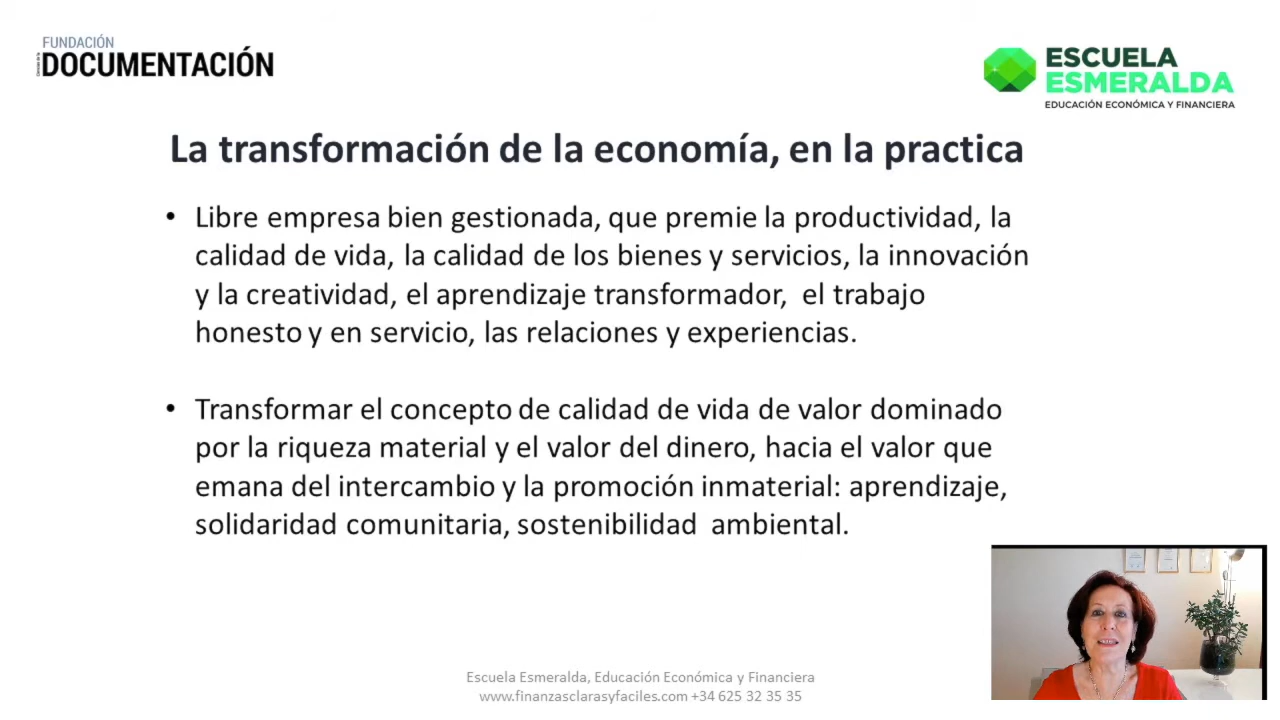 FUNDACIÓN
DOCUMENTACIÓN
ESCUELA
ESMERALDA
EDUCACIÓN ECONÓMICA Y FINANCIERA
La transformación de la economía, en la practica
• Libre empresa bien gestionada, que premie la productividad, la
calidad de vida, la calidad de los bienes y servicios, la innovación
y la creatividad, el aprendizaje transformador, el trabajo
honesto y en servicio, las relaciones y experiencias.
• Transformar el concepto de calidad de vida de valor dominado
por la riqueza material y el valor del dinero, hacia el valor que
emana del intercambio y la promoción inmaterial: aprendizaje,
solidaridad comunitaria, sostenibilidad ambiental.
Escuela Esmeralda, Educación Económica y Financiera
www.finanzasclarasyfaciles.com +34 625 32 35 35